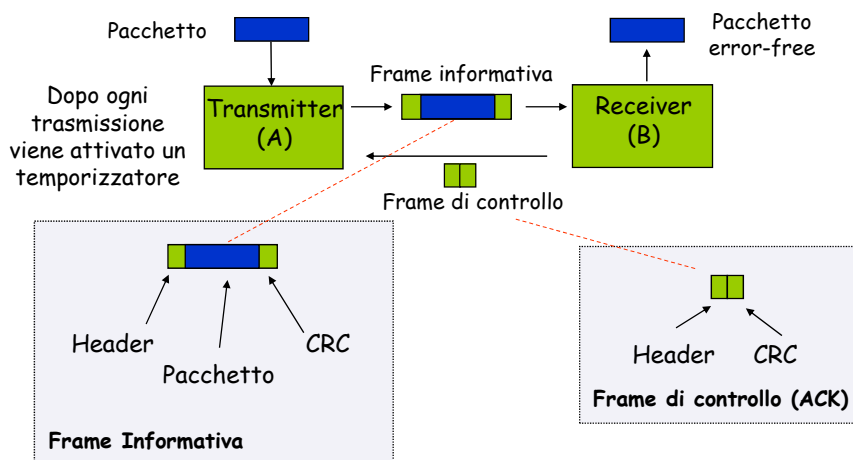 Pacchetto
Pacchetto
error-free
Frame informativa
Dopo ogni
trasmissione
viene attivato un
temporizzatore
Transmitter
(A)
Receiver
(B)
Frame di controllo
Header
Pacchetto
CRC
Frame Informativa
Header
CRC
Frame di controllo (ACK)